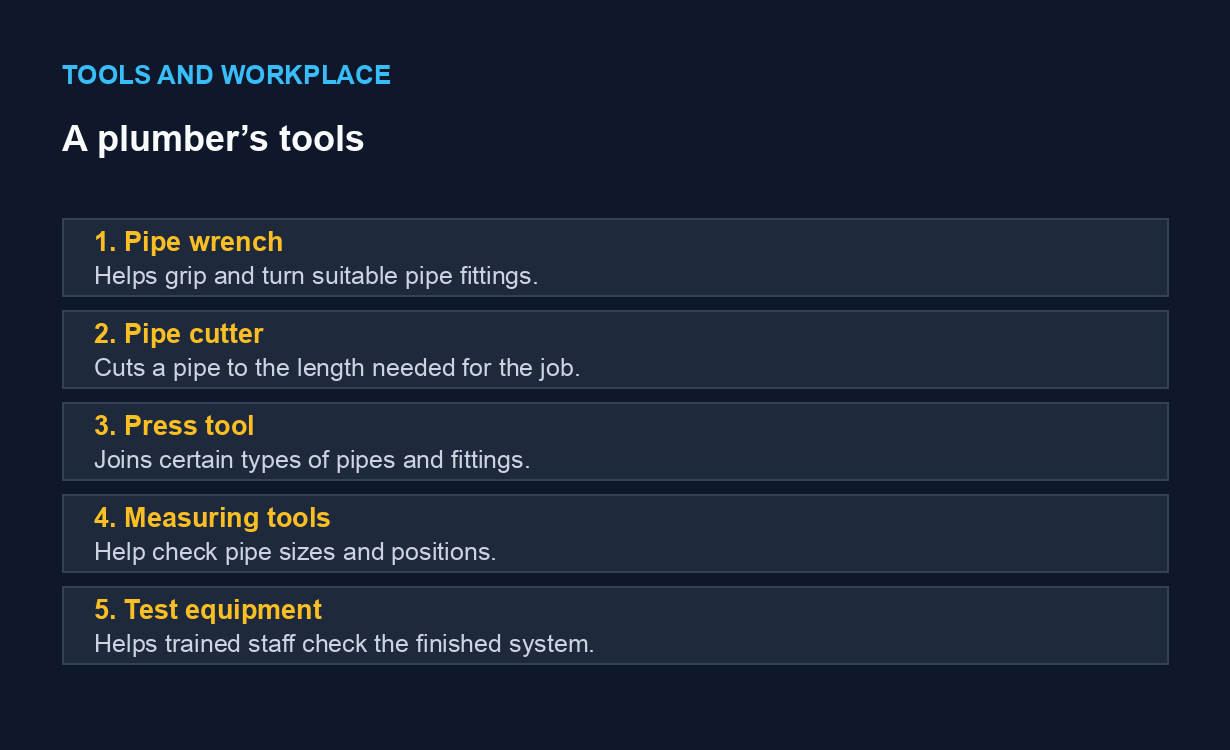 TOOLS AND WORKPLACE
A plumber’s tools
1. Pipe wrench
Helps grip and turn suitable pipe fittings.
2. Pipe cutter
Cuts a pipe to the length needed for the job.
3. Press tool
Joins certain types of pipes and fittings.
4. Measuring tools
Help check pipe sizes and positions.
5. Test equipment
Helps trained staff check the finished system.